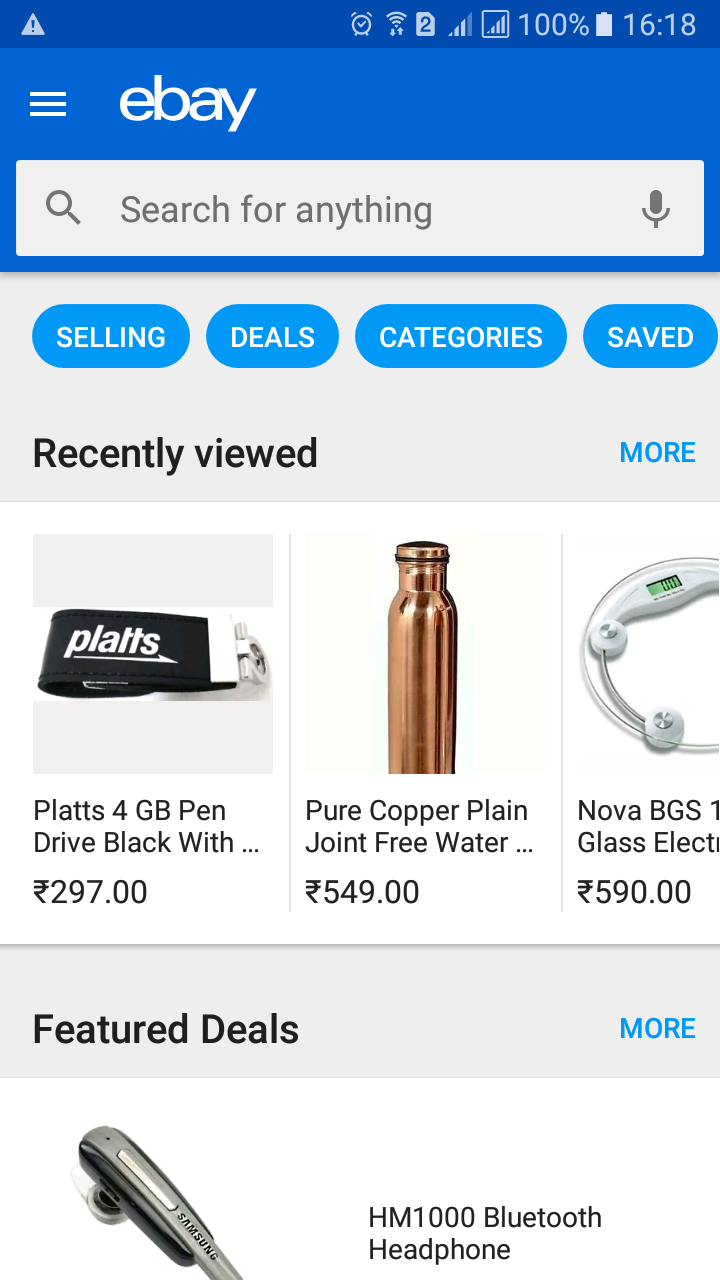 2 100% 16:18
ebay
Search for anything
SELLING DEALS CATEGORIES SAVED
Recently viewed MORE
platts
Platts 4 GB Pen
Drive Black With ...
₹297.00
Pure Copper Plain
Joint Free Water ...
₹549.00
Nova BGS 1
Glass Electr
₹590.00
Featured Deals MORE
SAMSUNG
HM1000 Bluetooth
Headphone